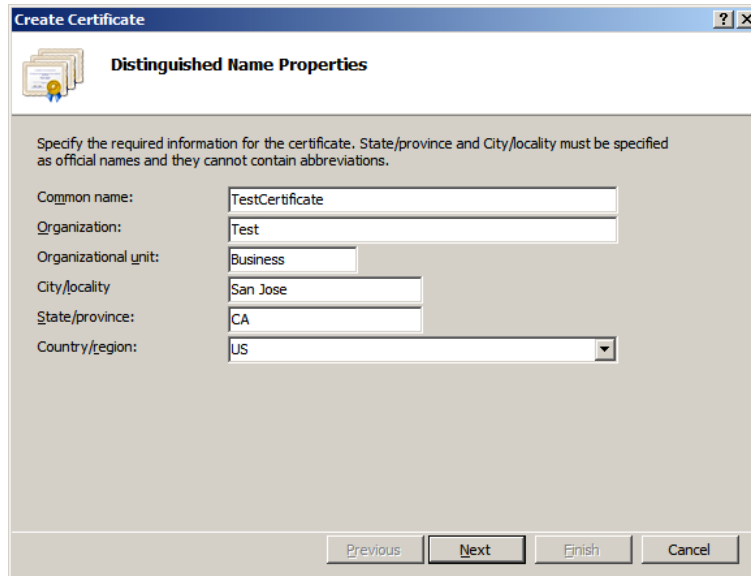 Create Certificate
Distinguished Name Properties
Specify the required information for the certificate. State/province and City/locality must be specified
as official names and they cannot contain abbreviations.
Common name: TestCertificate
Organization: Test
Organizational unit: Business
City/locality San Jose
State/province: CA
Country/region: US
Previous Next Finish Cancel